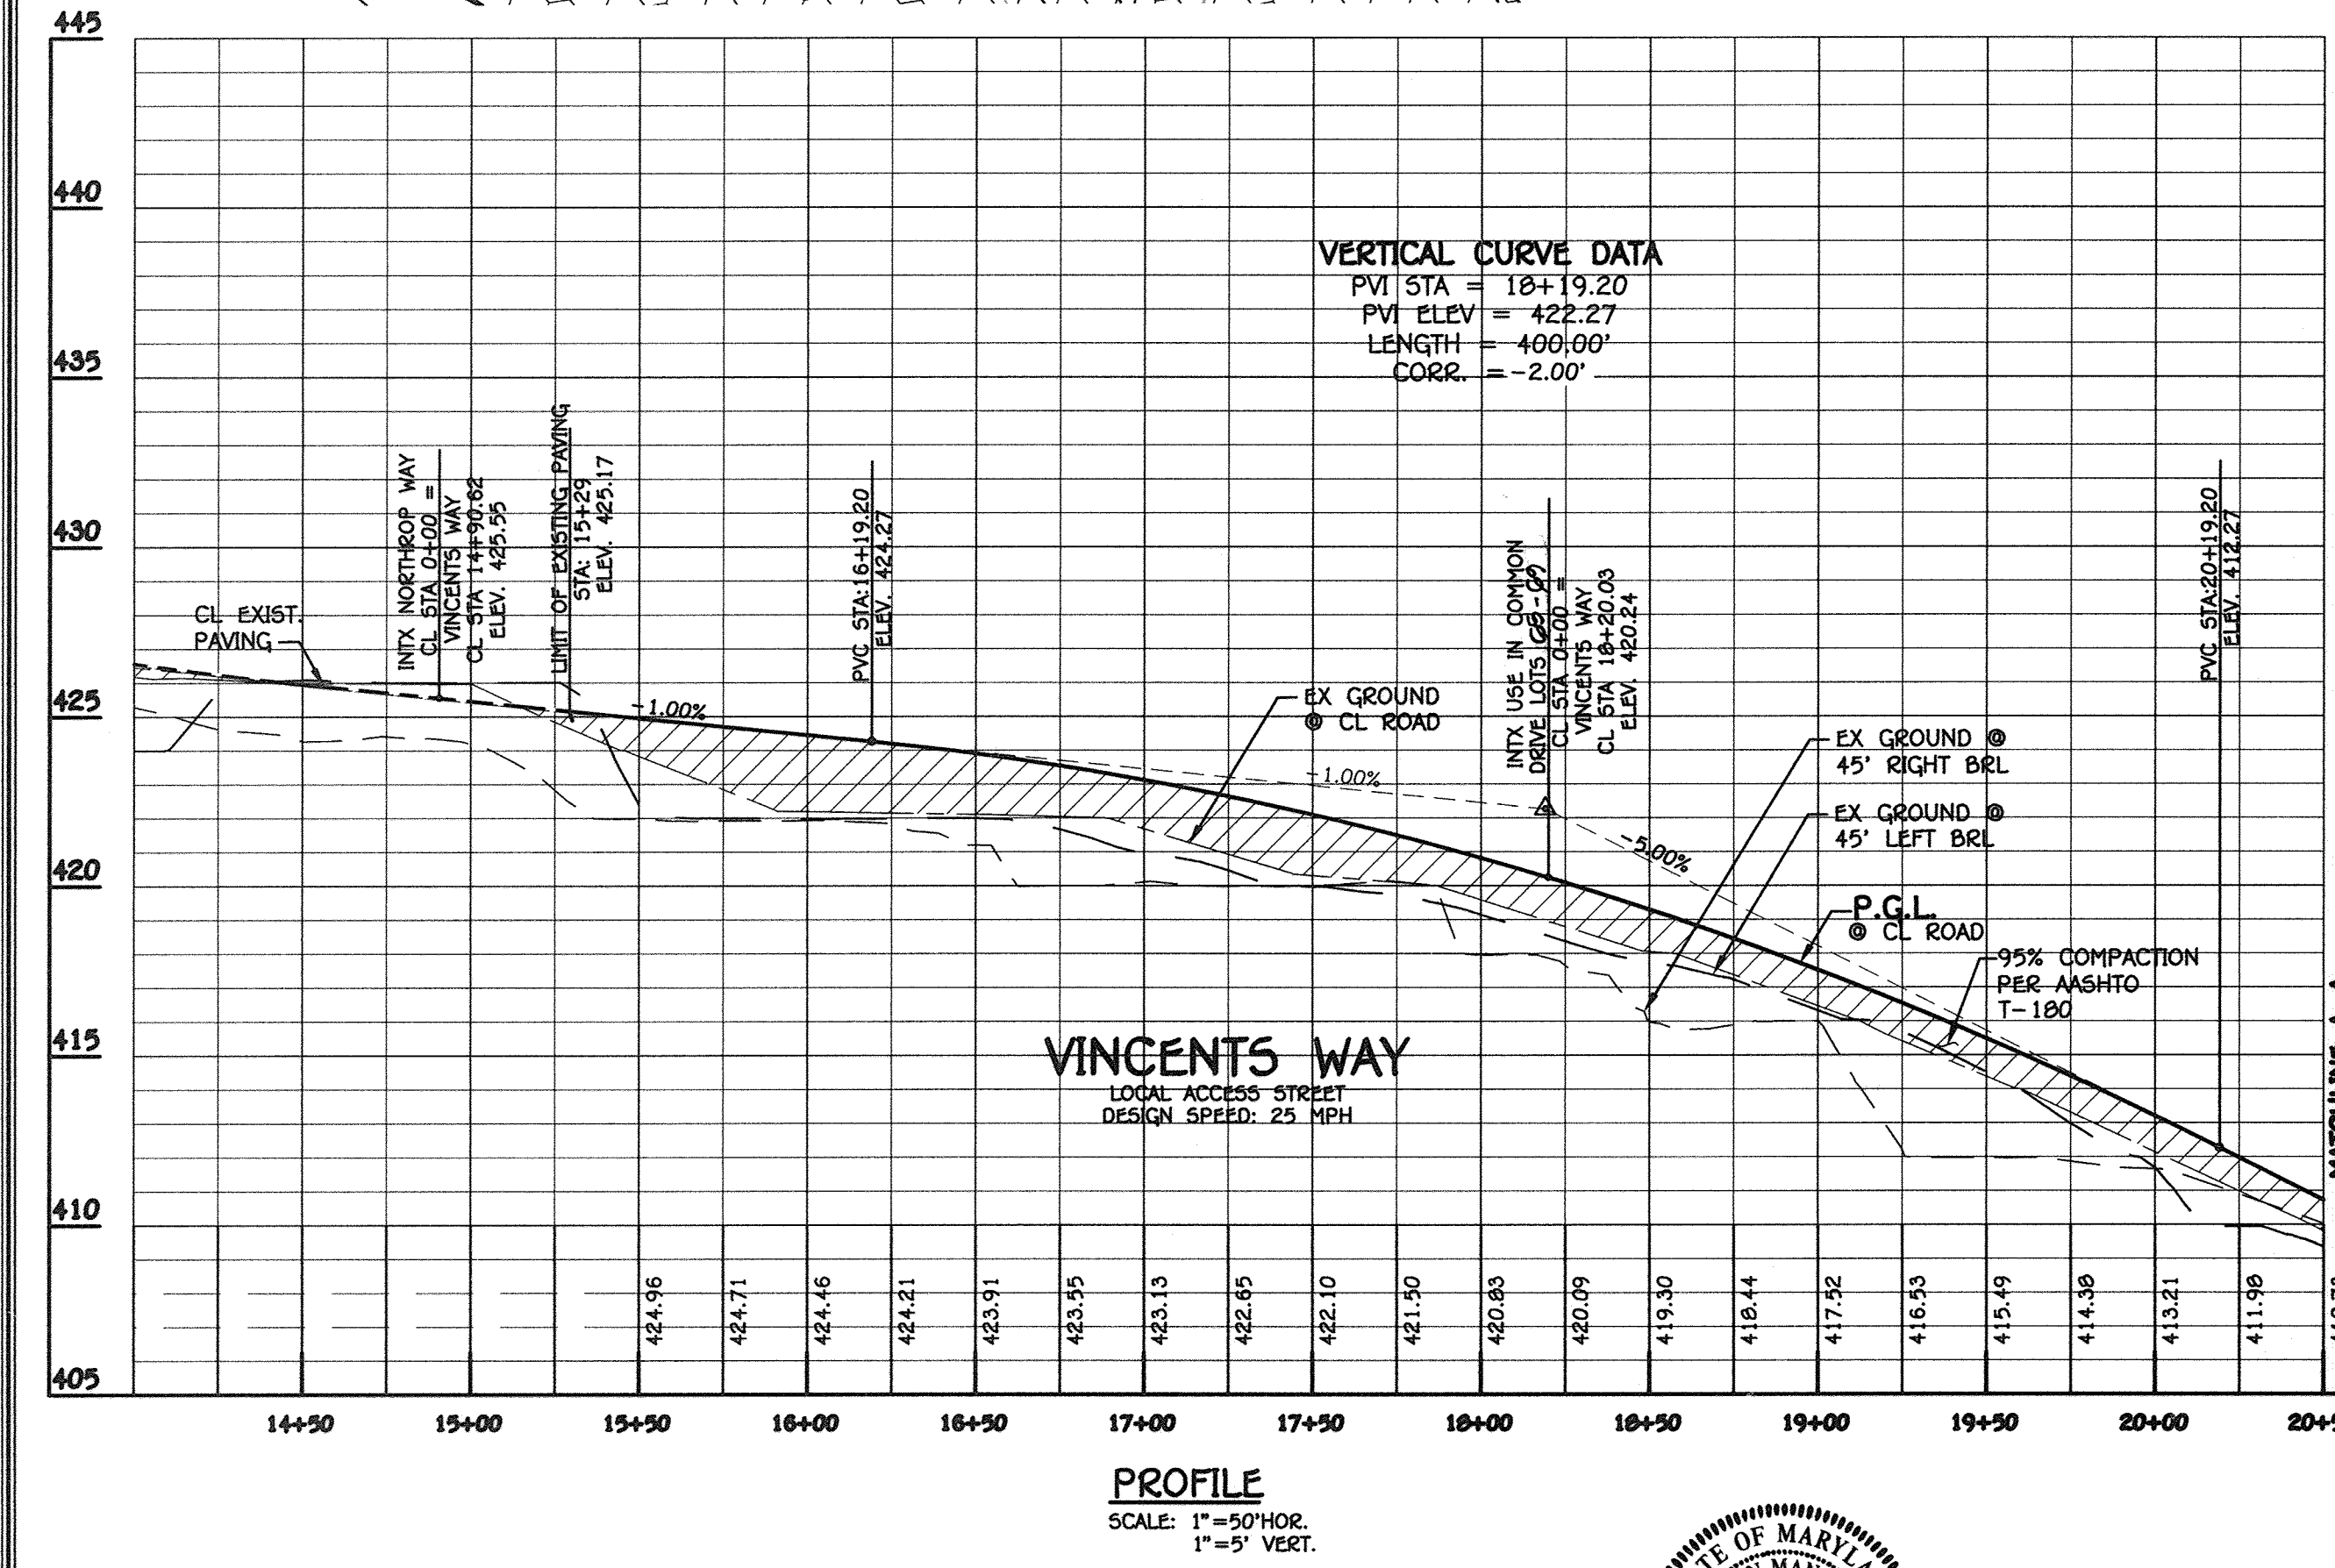 445
440
435
430
425
420
415
410
405
VERTICAL CURVE DATA
PVI STA = 18+19.20
PVI ELEV = 422.27
LENGTH = 400.00'
CORR. = -2.00'
INTX NORTHROP WAY
CL STA 0+00 =
VINCENTS WAY
CL STA 14+90.62
ELEV. 425.55
LIMIT OF EXISTING PAVING
STA: 15+29
ELEV. 425.17
PVC STA:16+19.20
ELEV. 424.27
INTX USE IN COMMON
DRIVE LOTS 65-69
CL STA 0+00 =
VINCENTS WAY
CL STA 18+20.03
ELEV. 420.24
PVC STA:20+19.20
ELEV. 412.27
CL EXIST.
PAVING
-1.00%
EX GROUND
@ CL ROAD
-1.00%
-5.00%
EX GROUND @
45' RIGHT BRL
EX GROUND @
45' LEFT BRL
P.G.L.
@ CL ROAD
95% COMPACTION
PER AASHTO
T-180
MATCHLINE A
VINCENTS WAY
LOCAL ACCESS STREET
DESIGN SPEED: 25 MPH
424.96
424.71
424.46
424.21
423.91
423.55
423.13
422.65
422.10
421.50
420.83
420.09
419.30
418.44
417.52
416.53
415.49
414.38
413.21
411.98
14+50
15+00
15+50
16+00
16+50
17+00
17+50
18+00
18+50
19+00
19+50
20+00
20+5
PROFILE
SCALE: 1"=50'HOR.
1"=5' VERT.
TE OF MARYLA